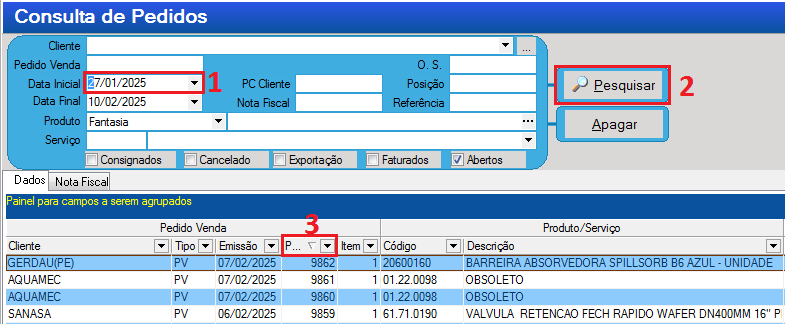 Consulta de Pedidos
Cliente ...
Pedido Venda O. S.
Data Inicial 27/01/2025 1 PC Cliente Posição Pesquisar 2
Data Final 10/02/2025 Nota Fiscal Referência
Produto Fantasia ... Apagar
Serviço
Consignados Cancelado Exportação Faturados Abertos
Dados Nota Fiscal
Painel para campos a serem agrupados
3
Pedido Venda Produto/Serviço
Cliente Tipo Emissão P... Item Código Descrição
GERDAU(PE) PV 07/02/2025 9862 1 20600160 BARREIRA ABSORVEDORA SPILLSORB B6 AZUL - UNIDADE
AQUAMEC PV 07/02/2025 9861 1 01.22.0098 OBSOLETO
AQUAMEC PV 07/02/2025 9860 1 01.22.0098 OBSOLETO
SANASA PV 06/02/2025 9859 1 61.71.0190 VALVULA RETENCAO FECH RAPIDO WAFER DN400MM 16" P